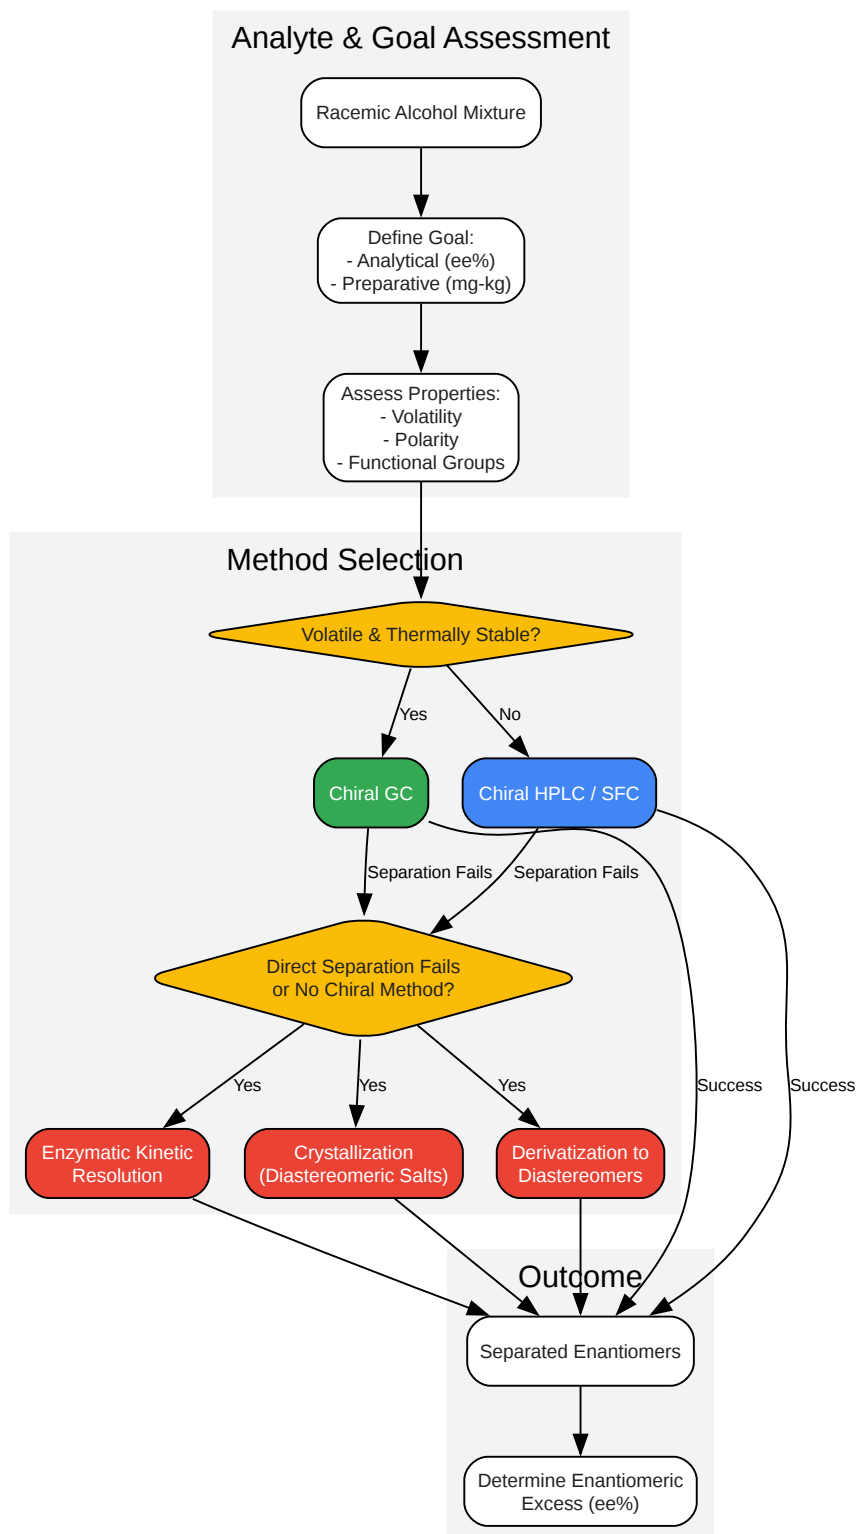 Analyte & Goal Assessment
Racemic Alcohol Mixture
Define Goal:
- Analytical (ee%)
- Preparative (mg-kg)
Assess Properties:
- Volatility
- Polarity
- Functional Groups
Method Selection
Volatile & Thermally Stable?
Yes
No
Chiral GC
Chiral HPLC / SFC
Separation Fails
Separation Fails
Direct Separation Fails
or No Chiral Method?
Yes
Yes
Yes
Success
Success
Enzymatic Kinetic
Resolution
Crystallization
(Diastereomeric Salts)
Derivatization to
Diastereomers
Outcome
Separated Enantiomers
Determine Enantiomeric
Excess (ee%)